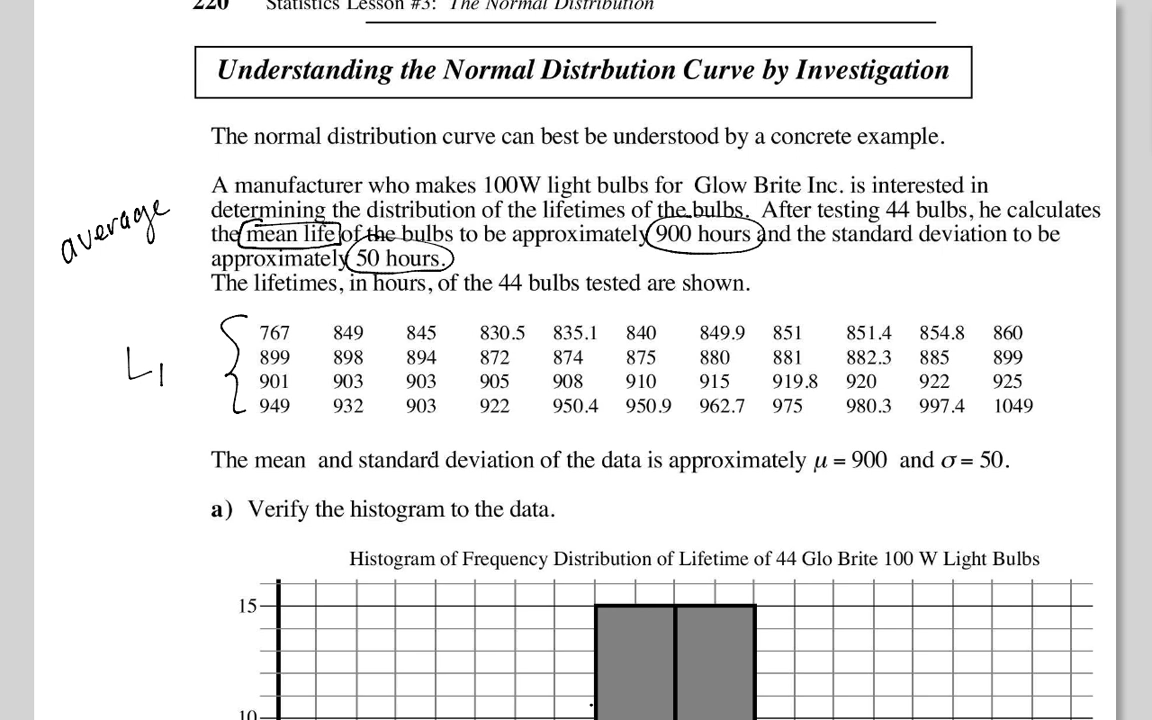 220 Statistics Lesson #3: The Normal Distribution
Understanding the Normal Distrbution Curve by Investigation
The normal distribution curve can best be understood by a concrete example.
A manufacturer who makes 100W light bulbs for Glow Brite Inc. is interested in
determining the distribution of the lifetimes of the bulbs. After testing 44 bulbs, he calculates
the mean life of the bulbs to be approximately 900 hours and the standard deviation to be
approximately 50 hours.
The lifetimes, in hours, of the 44 bulbs tested are shown.
average
767 849 845 830.5 835.1 840 849.9 851 851.4 854.8 860
899 898 894 872 874 875 880 881 882.3 885 899
901 903 903 905 908 910 915 919.8 920 922 925
949 932 903 922 950.4 950.9 962.7 975 980.3 997.4 1049
L1
The mean and standard deviation of the data is approximately μ = 900 and σ = 50.
a) Verify the histogram to the data.
Histogram of Frequency Distribution of Lifetime of 44 Glo Brite 100 W Light Bulbs
15
10